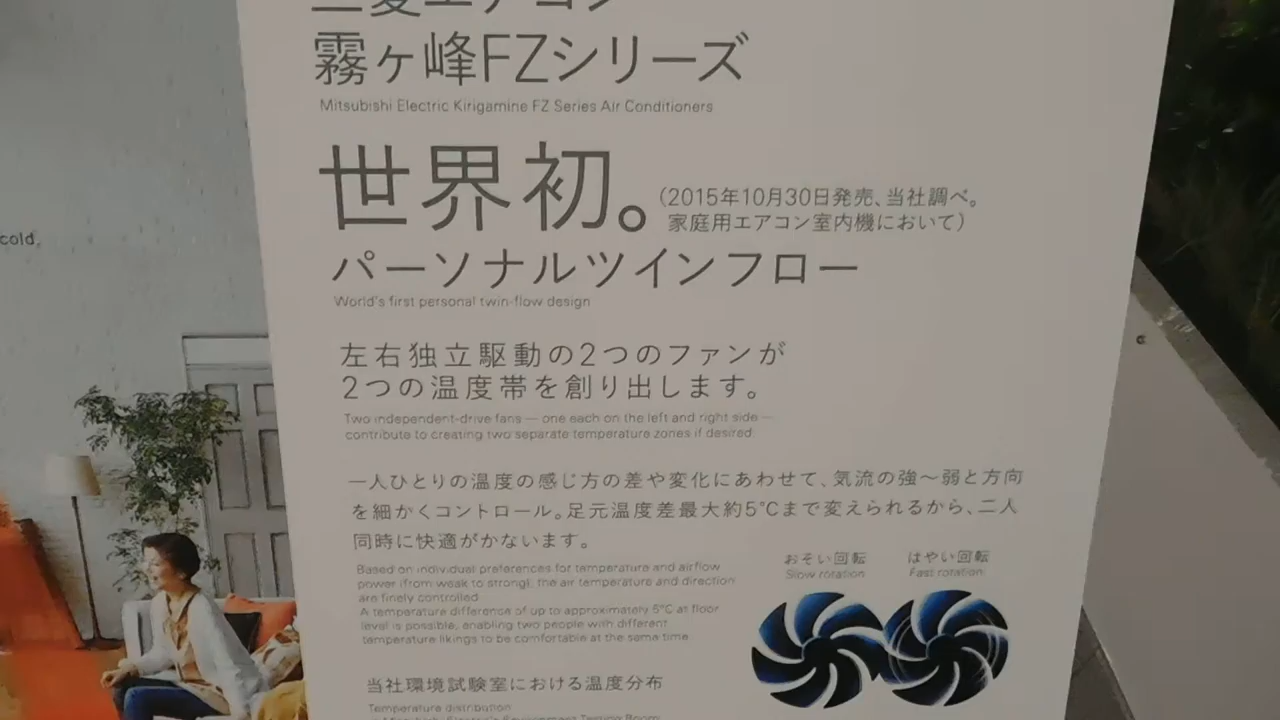 三菱エアコン
霧ヶ峰FZシリーズ
Mitsubishi Electric Kirigamine FZ Series Air Conditioners
世界初。
(2015年10月30日発売、当社調べ。
家庭用エアコン室内機において)
パーソナルツインフロー
World's first personal twin-flow design
左右独立駆動の2つのファンが
2つの温度帯を創り出します。
Two independent-drive fans — one each on the left and right side —
contribute to creating two separate temperature zones if desired.
一人ひとりの温度の感じ方の差や変化にあわせて、気流の強〜弱と方向
を細かくコントロール。足元温度差最大約5℃まで変えられるから、二人
同時に快適がかないます。
Based on individual preferences for temperature and airflow
power (from weak to strong), the air temperature and direction
are finely controlled.
A temperature difference of up to approximately 5℃ at floor
level is possible, enabling two people with different
temperature likings to be comfortable at the same time.
おそい回転
Slow rotation
はやい回転
Fast rotation
当社環境試験室における温度分布
Temperature distribution
cold.